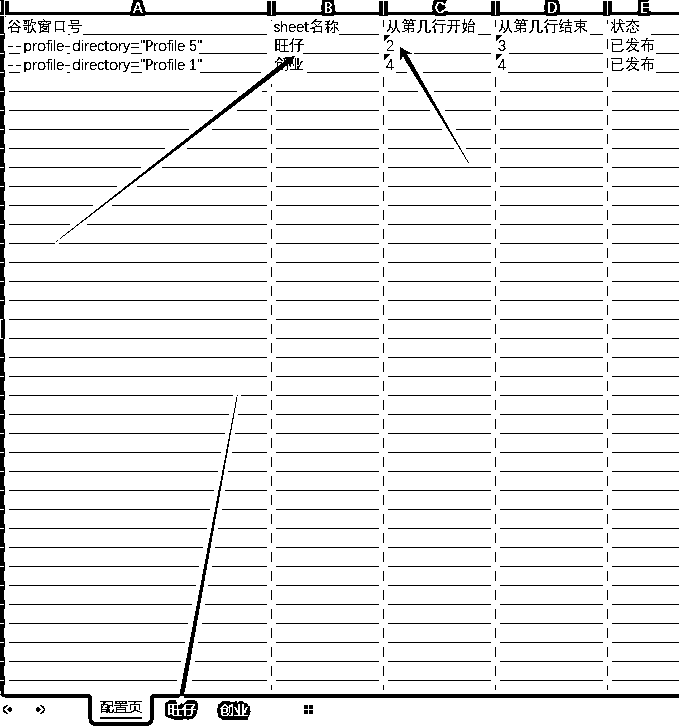 A B C D E
谷歌窗口号 sheet名称 从第几行开始 从第几行结束 状态
--profile-directory="Profile 5" 旺仔 2 3 已发布
--profile-directory="Profile 1" 创业 4 4 已发布
配置页 旺仔 创业